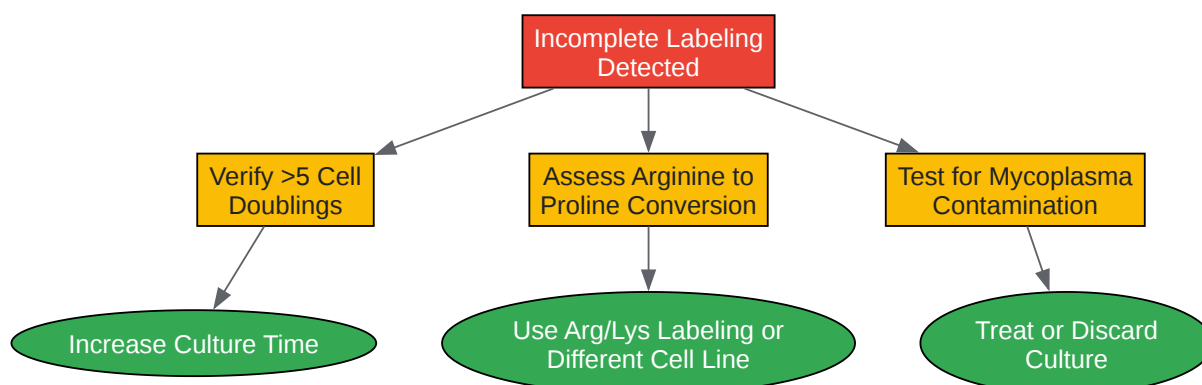 Incomplete Labeling
Detected
Verify >5 Cell
Doublings
Assess Arginine to
Proline Conversion
Test for Mycoplasma
Contamination
Increase Culture Time
Use Arg/Lys Labeling or
Different Cell Line
Treat or Discard
Culture